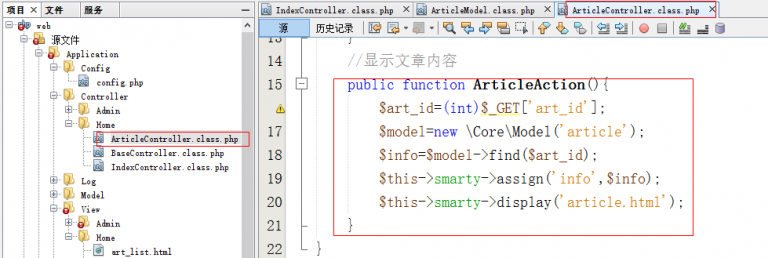 项目 × 文件 服务
web
源文件
Application
Config
config.php
Controller
Admin
Home
ArticleController.class.php
BaseController.class.php
IndexController.class.php
Log
Model
View
Admin
Home
art_list.html
IndexController.class.php × ArticleModel.class.php × ArticleController.class.php ×
源 历史记录
13 }
14 //显示文章内容
15 public function ArticleAction(){
$art_id=(int)$_GET['art_id'];
17 $model=new \Core\Model('article');
18 $info=$model->find($art_id);
19 $this->smarty->assign('info',$info);
20 $this->smarty->display('article.html');
21 }
22 }